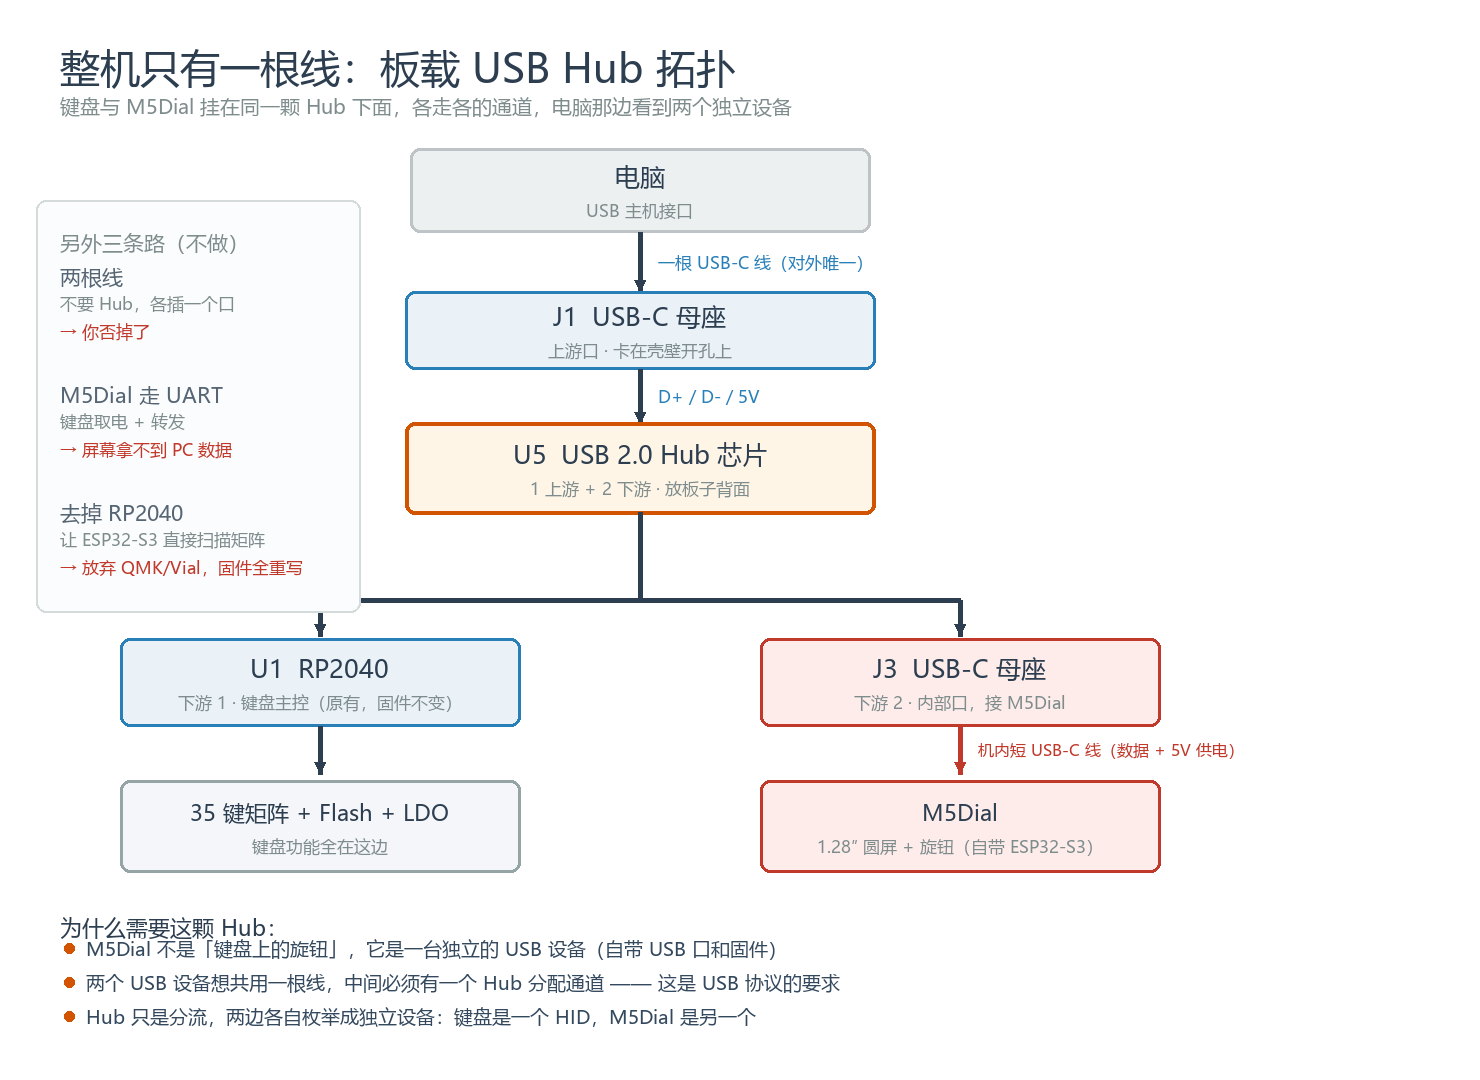 整机只有一根线：板载 USB Hub 拓扑
键盘与 M5Dial 挂在同一颗 Hub 下面，各走各的通道，电脑那边看到两个独立设备
电脑
USB 主机接口
一根 USB-C 线（对外唯一）
J1 USB-C 母座
上游口 · 卡在壳壁开孔上
D+ / D- / 5V
U5 USB 2.0 Hub 芯片
1 上游 + 2 下游 · 放板子背面
另外三条路（不做）
两根线
不要 Hub，各插一个口
→ 你否掉了
M5Dial 走 UART
键盘取电 + 转发
→ 屏幕拿不到 PC 数据
去掉 RP2040
让 ESP32-S3 直接扫描矩阵
→ 放弃 QMK/Vial，固件全重写
U1 RP2040
下游 1 · 键盘主控（原有，固件不变）
J3 USB-C 母座
下游 2 · 内部口，接 M5Dial
机内短 USB-C 线（数据 + 5V 供电）
35 键矩阵 + Flash + LDO
键盘功能全在这边
M5Dial
1.28″ 圆屏 + 旋钮（自带 ESP32-S3）
为什么需要这颗 Hub：
M5Dial 不是「键盘上的旋钮」，它是一台独立的 USB 设备（自带 USB 口和固件）
两个 USB 设备想共用一根线，中间必须有一个 Hub 分配通道 —— 这是 USB 协议的要求
Hub 只是分流，两边各自枚举成独立设备：键盘是一个 HID，M5Dial 是另一个